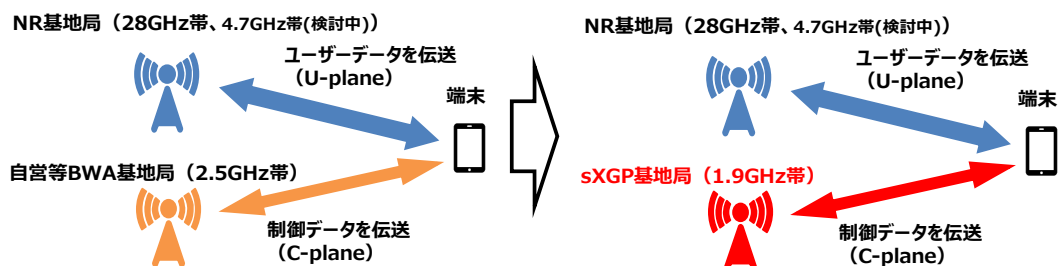 NR基地局（28GHz帯、4.7GHz帯(検討中)）
ユーザーデータを伝送
（U-plane）
端末
自営等BWA基地局（2.5GHz帯）
制御データを伝送
（C-plane）
NR基地局（28GHz帯、4.7GHz帯(検討中)）
ユーザーデータを伝送
（U-plane）
端末
sXGP基地局（1.9GHz帯）
制御データを伝送
（C-plane）